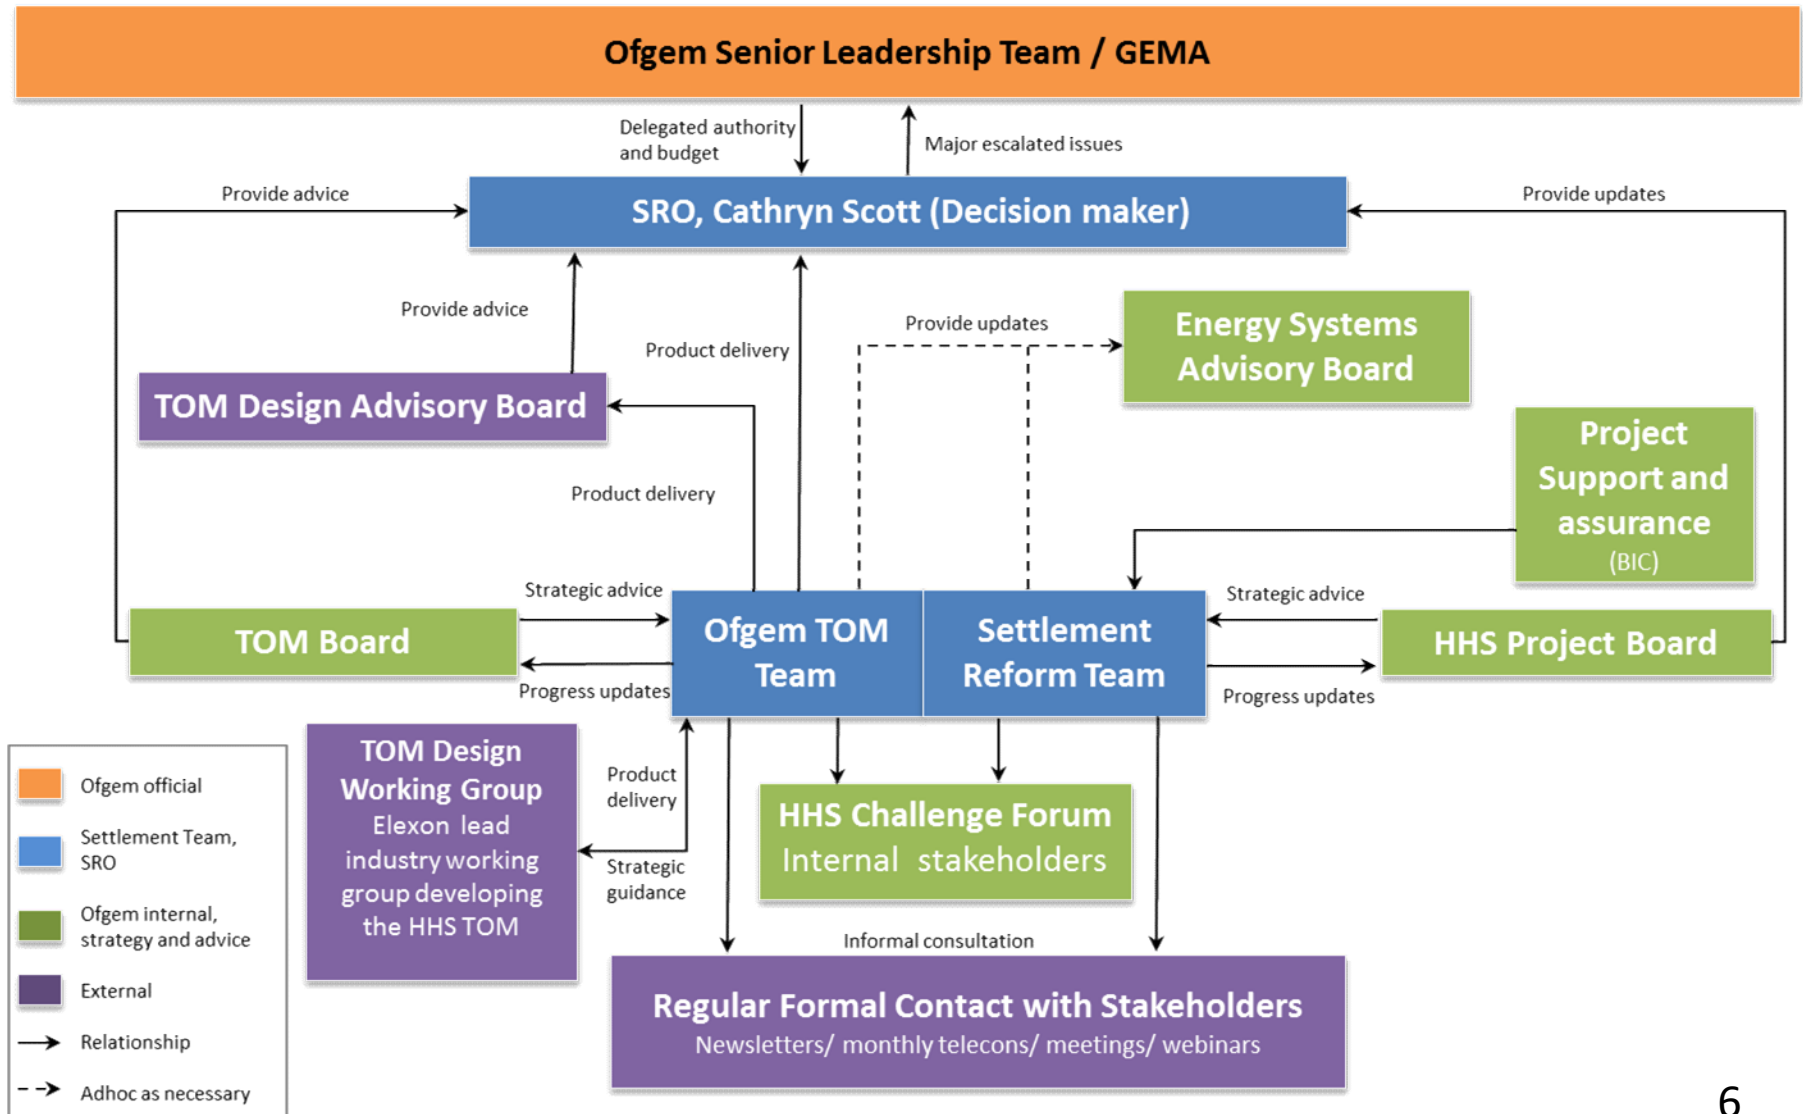 Ofgem Senior Leadership Team / GEMA
Delegated authority
and budget
Major escalated issues
Provide advice
SRO, Cathryn Scott (Decision maker)
Provide updates
Provide advice
Provide updates
Energy Systems
Advisory Board
Product delivery
TOM Design Advisory Board
Product delivery
Project
Support and
assurance
(BIC)
Strategic advice
Strategic advice
TOM Board
Ofgem TOM
Team
Settlement
Reform Team
HHS Project Board
Progress updates
Progress updates
TOM Design
Working Group
Elexon lead
industry working
group developing
the HHS TOM
Product
delivery
Strategic
guidance
HHS Challenge Forum
Internal stakeholders
Informal consultation
Regular Formal Contact with Stakeholders
Newsletters/ monthly telecons/ meetings/ webinars
Ofgem official
Settlement Team,
SRO
Ofgem internal,
strategy and advice
External
Relationship
Adhoc as necessary
6